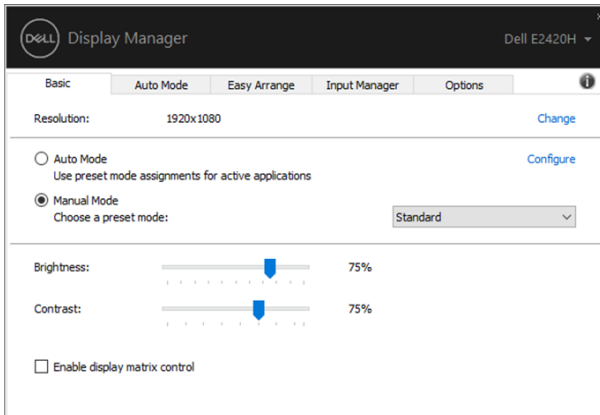 DELL Display Manager Dell E2420H
Basic Auto Mode Easy Arrange Input Manager Options
Resolution: 1920x1080 Change
Auto Mode Configure
Use preset mode assignments for active applications
Manual Mode
Choose a preset mode: Standard
Brightness: 75%
Contrast: 75%
Enable display matrix control